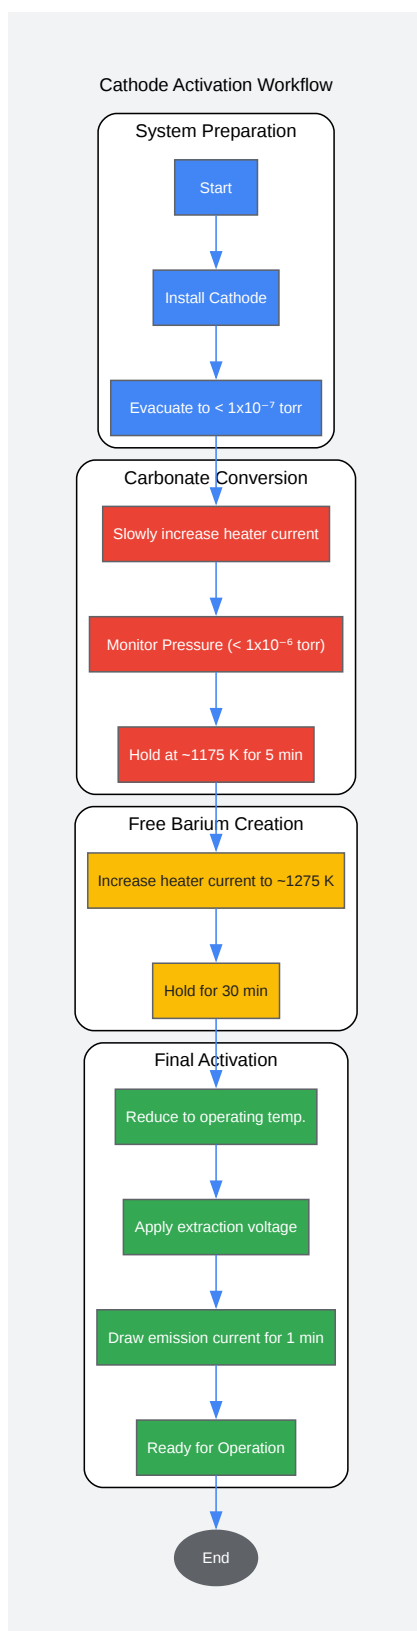 Cathode Activation Workflow
System Preparation
Start
Install Cathode
Evacuate to < 1x10⁻⁷ torr
Carbonate Conversion
Slowly increase heater current
Monitor Pressure (< 1x10⁻⁶ torr)
Hold at ~1175 K for 5 min
Free Barium Creation
Increase heater current to ~1275 K
Hold for 30 min
Final Activation
Reduce to operating temp.
Apply extraction voltage
Draw emission current for 1 min
Ready for Operation
End